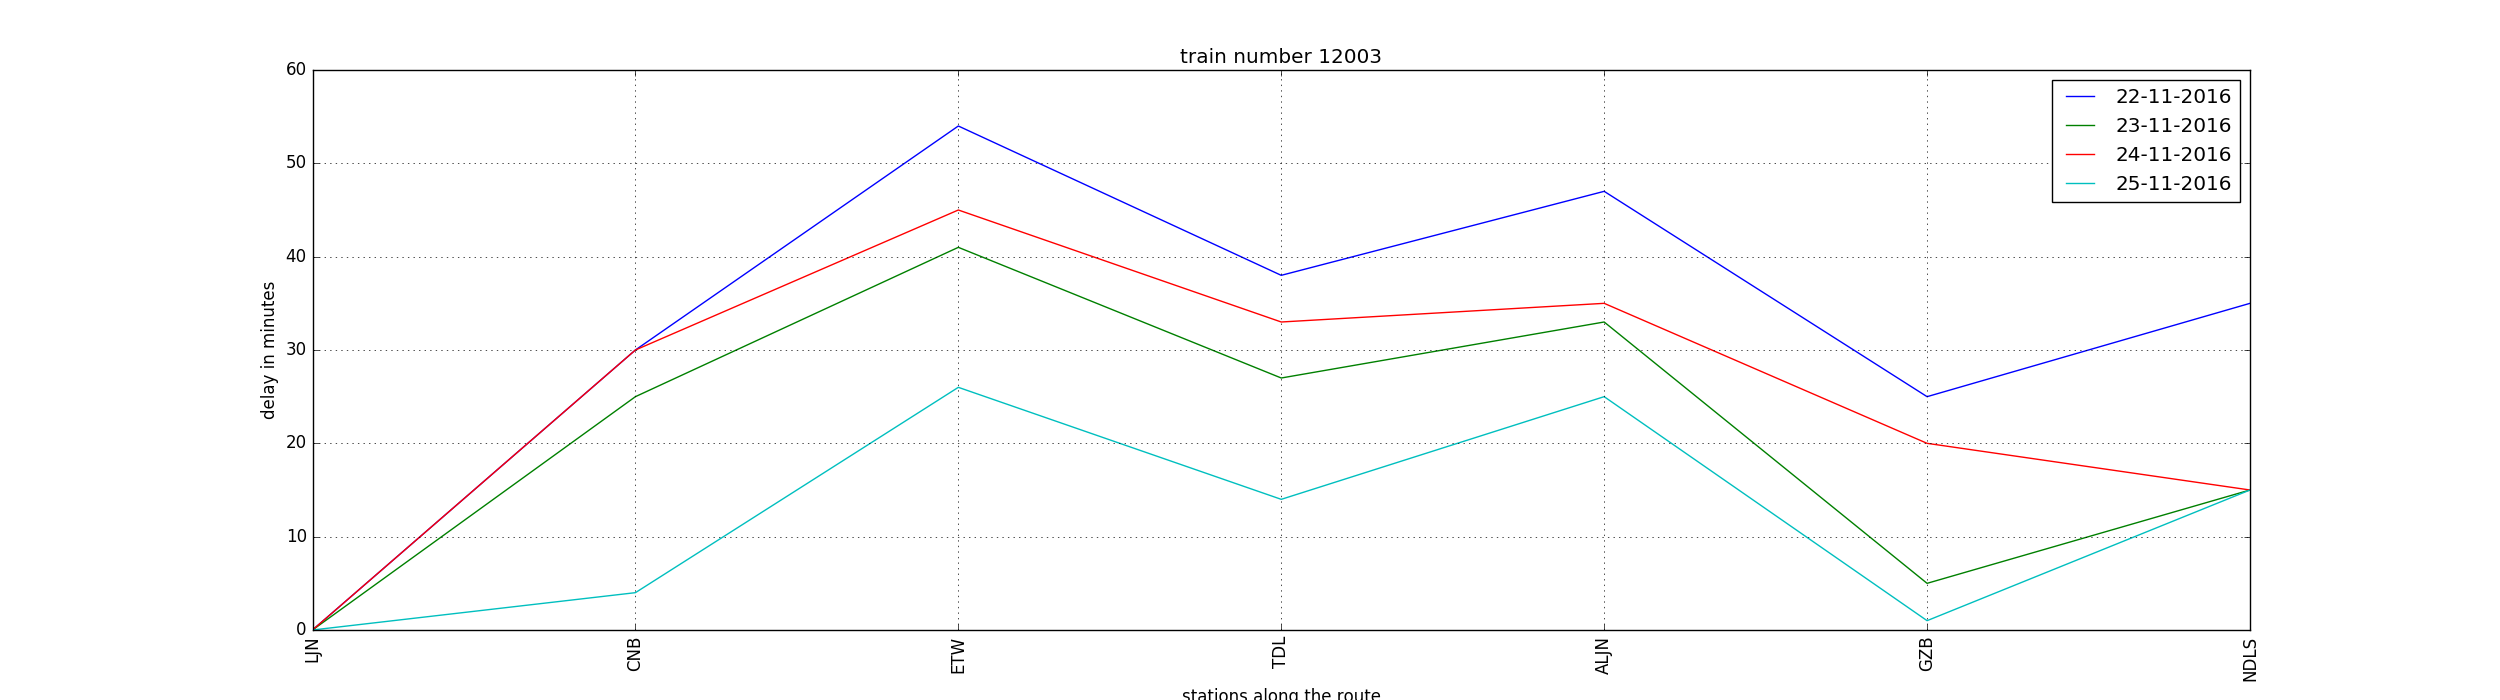 train number 12003
60
50
40
30
20
10
0
delay in minutes
22-11-2016
23-11-2016
24-11-2016
25-11-2016
LJN
CNB
ETW
TDL
ALJN
GZB
NDLS
stations along the route